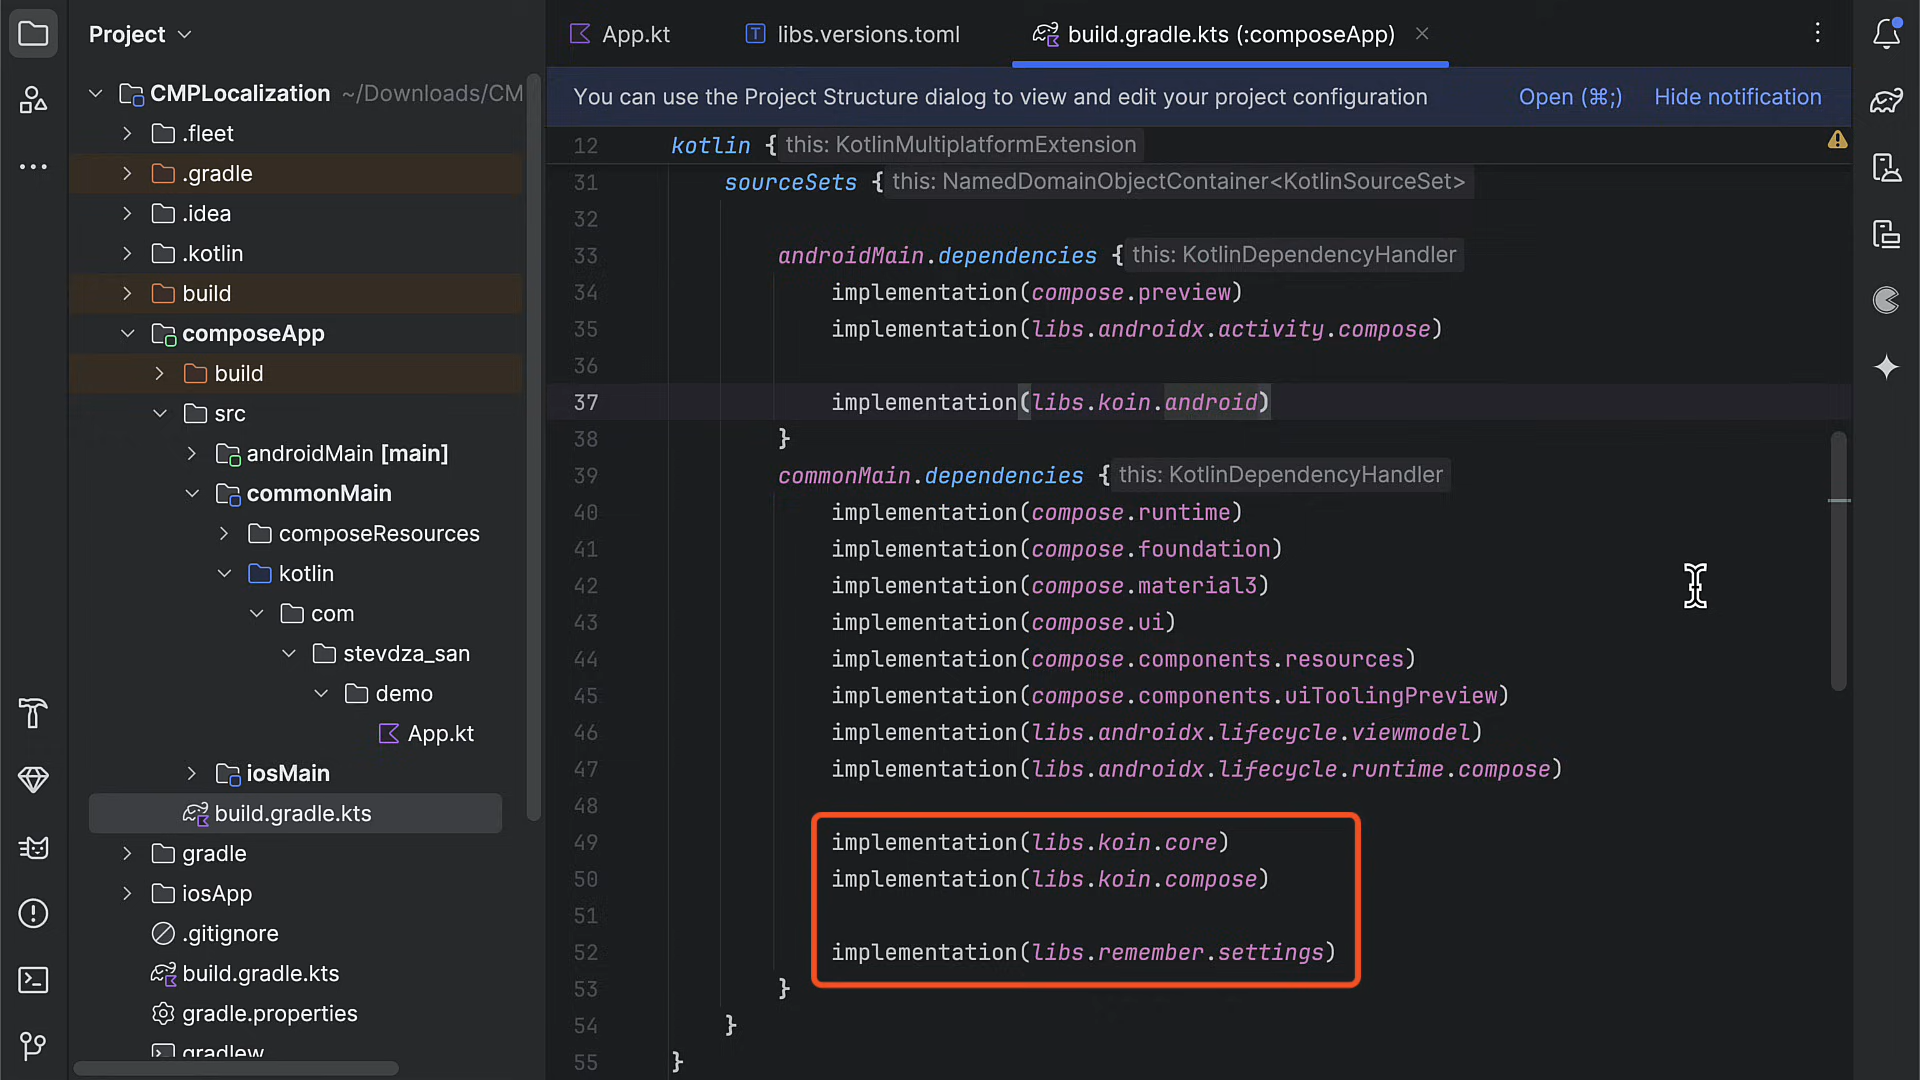 Project
App.kt
libs.versions.toml
build.gradle.kts (:composeApp)
CMPLocalization ~/Downloads/CM
.fleet
.gradle
.idea
.kotlin
build
composeApp
build
src
androidMain [main]
commonMain
composeResources
kotlin
com
stevdza_san
demo
App.kt
iosMain
build.gradle.kts
gradle
iosApp
.gitignore
build.gradle.kts
gradle.properties
gradlew
You can use the Project Structure dialog to view and edit your project configuration Open (⌘;) Hide notification
12 kotlin { this: KotlinMultiplatformExtension
31 sourceSets { this: NamedDomainObjectContainer<KotlinSourceSet>
32
33 androidMain.dependencies { this: KotlinDependencyHandler
34 implementation(compose.preview)
35 implementation(libs.androidx.activity.compose)
36
37 implementation(libs.koin.android)
38 }
39 commonMain.dependencies { this: KotlinDependencyHandler
40 implementation(compose.runtime)
41 implementation(compose.foundation)
42 implementation(compose.material3)
43 implementation(compose.ui)
44 implementation(compose.components.resources)
45 implementation(compose.components.uiToolingPreview)
46 implementation(libs.androidx.lifecycle.viewmodel)
47 implementation(libs.androidx.lifecycle.runtime.compose)
48
49 implementation(libs.koin.core)
50 implementation(libs.koin.compose)
51
52 implementation(libs.remember.settings)
53 }
54 }
55 }